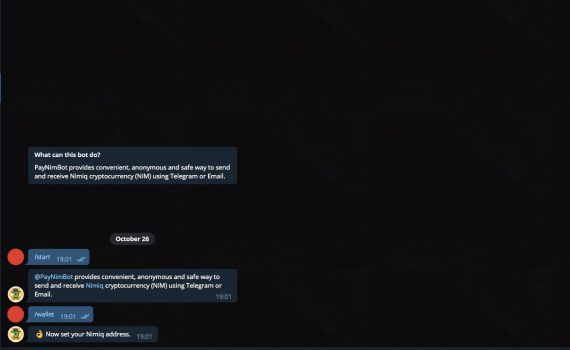 What can this bot do?
PayNimBot provides convenient, anonymous and safe way to send
and receive Nimiq cryptocurrency (NIM) using Telegram or Email.
October 26
/start 19:01
@PayNimBot provides convenient, anonymous and safe way to
send and receive Nimiq cryptocurrency (NIM) using Telegram or
Email. 19:01
/wallet 19:01
👌 Now set your Nimiq address. 19:01